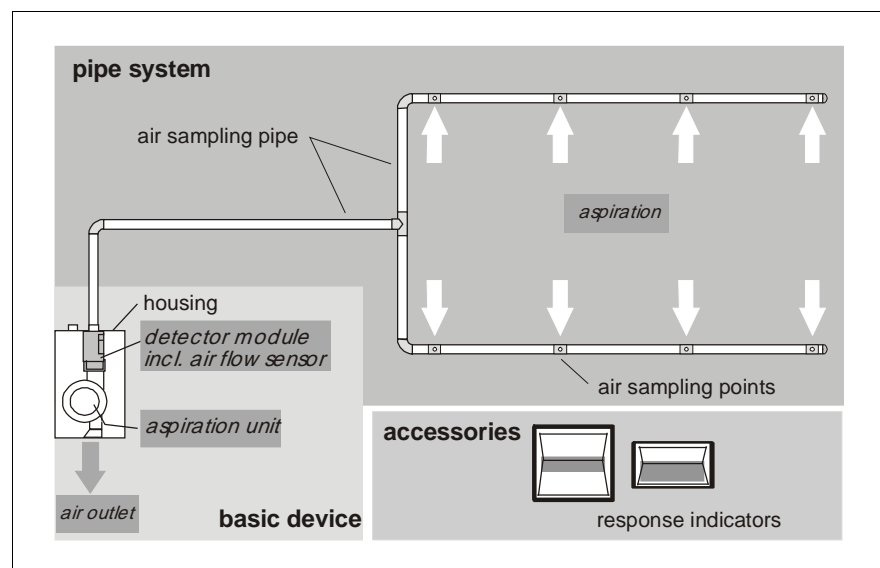 pipe system
air sampling pipe
aspiration
housing
detector module
incl. air flow sensor
air sampling points
aspiration unit
accessories
air outlet
basic device
response indicators